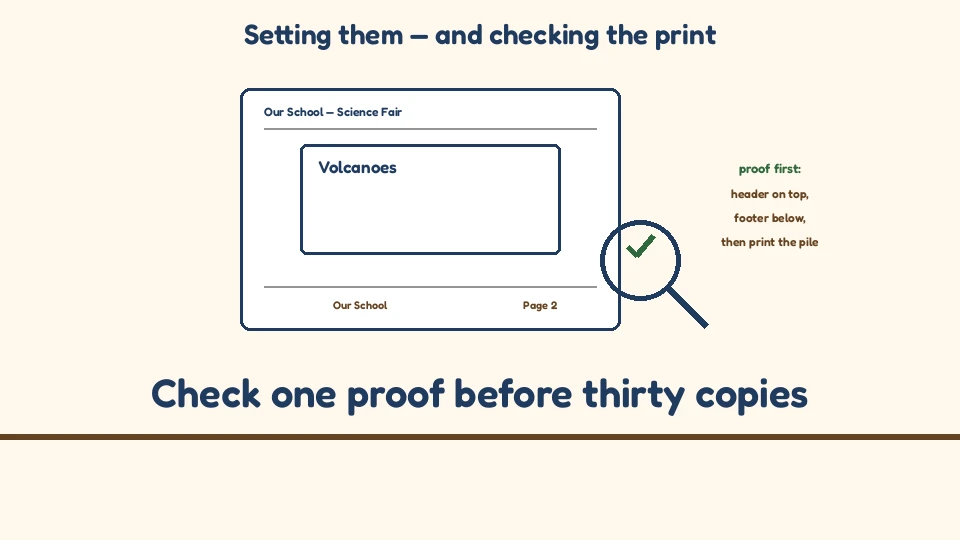 Setting them — and checking the print
Our School — Science Fair
Volcanoes
Our School
Page 2
proof first:
header on top,
footer below,
then print the pile
Check one proof before thirty copies